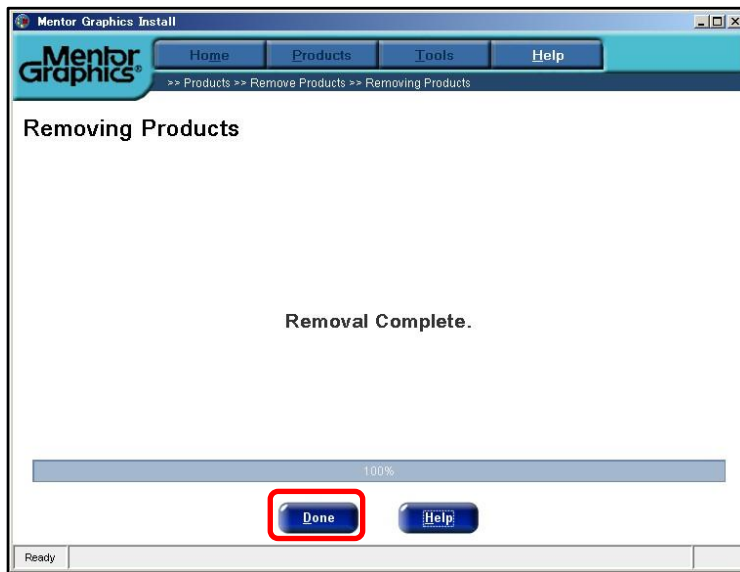 Mentor Graphics Install
Mentor
Graphics®
Home Products Tools Help
>> Products >> Remove Products >> Removing Products
Removing Products
Removal Complete.
100%
Done Help
Ready